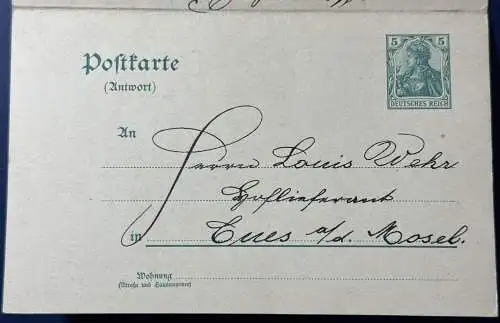 Postkarte
(Antwort)
5 5
DEUTSCHES REICH
An Herrn Louis Wehr
Hoflieferant
in Cues a/d. Mosel.
Wohnung
(Straße und Hausnummer)